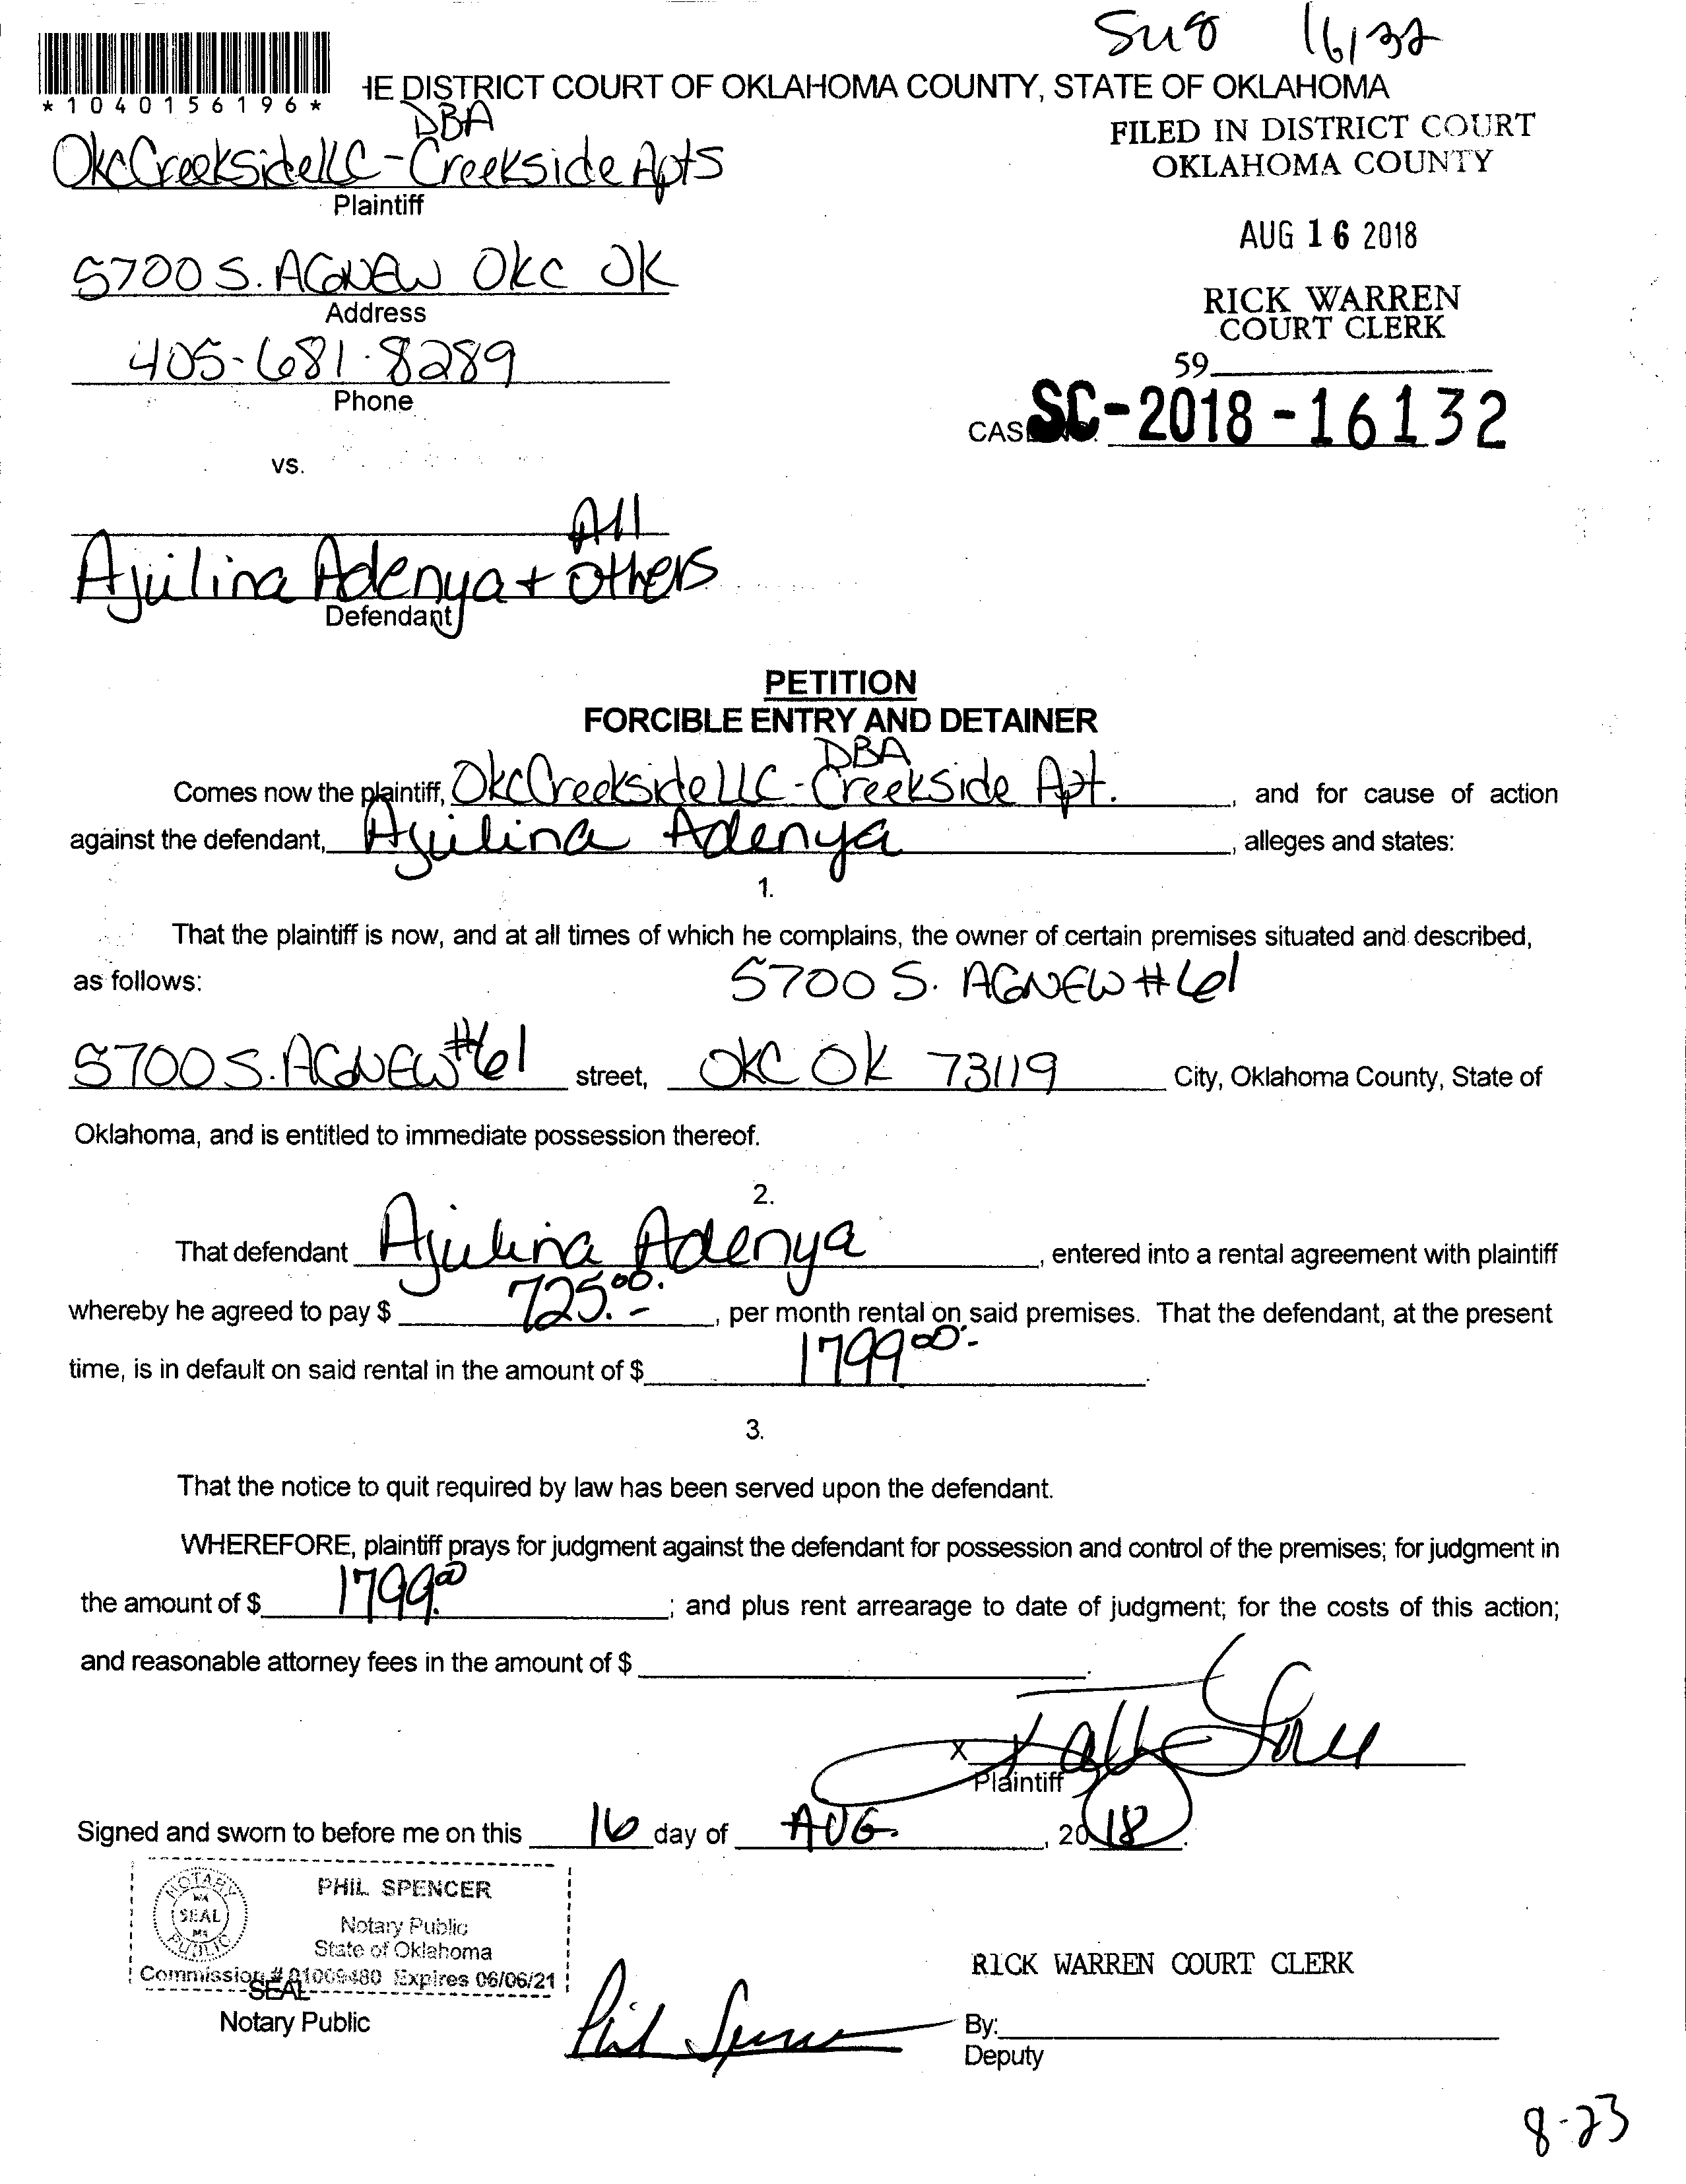 16132
*1040156196*
HE DISTRICT COURT OF OKLAHOMA COUNTY, STATE OF OKLAHOMA
DBA
OkcCreekside LLC - Creekside Apts
Plaintiff
FILED IN DISTRICT COURT
OKLAHOMA COUNTY
AUG 16 2018
5700 S. AGNEW OKC OK
Address
RICK WARREN
COURT CLERK
405-681-8289
Phone
59
CASE NO. SC-2018-16132
vs.
All
Ajulina Adenya + others
Defendant
PETITION
FORCIBLE ENTRY AND DETAINER
DBA
Comes now the plaintiff, OkcCreekside LLC - Creekside Apt. , and for cause of action
against the defendant, Ajulina Adenya , alleges and states:
1.
That the plaintiff is now, and at all times of which he complains, the owner of certain premises situated and described,
as follows: 5700 S. AGNEW #61
5700 S. AGNEW #61 street, OKC OK 73119 City, Oklahoma County, State of
Oklahoma, and is entitled to immediate possession thereof.
2.
That defendant Ajulina Adenya , entered into a rental agreement with plaintiff
whereby he agreed to pay $ 725.00 , per month rental on said premises. That the defendant, at the present
time, is in default on said rental in the amount of $ 1799 00 .
3.
That the notice to quit required by law has been served upon the defendant.
WHEREFORE, plaintiff prays for judgment against the defendant for possession and control of the premises; for judgment in
the amount of $ 1799.00 ; and plus rent arrearage to date of judgment; for the costs of this action;
and reasonable attorney fees in the amount of $ .
X
Plaintiff
Signed and sworn to before me on this 16 day of AUG. , 2018.
NOTARY PUBLIC SEAL
PHIL SPENCER
Notary Public
State of Oklahoma
Commission # 01009480 Expires 06/06/21
SEAL
Notary Public
Phil Spencer
RICK WARREN COURT CLERK
By:
Deputy
8-23